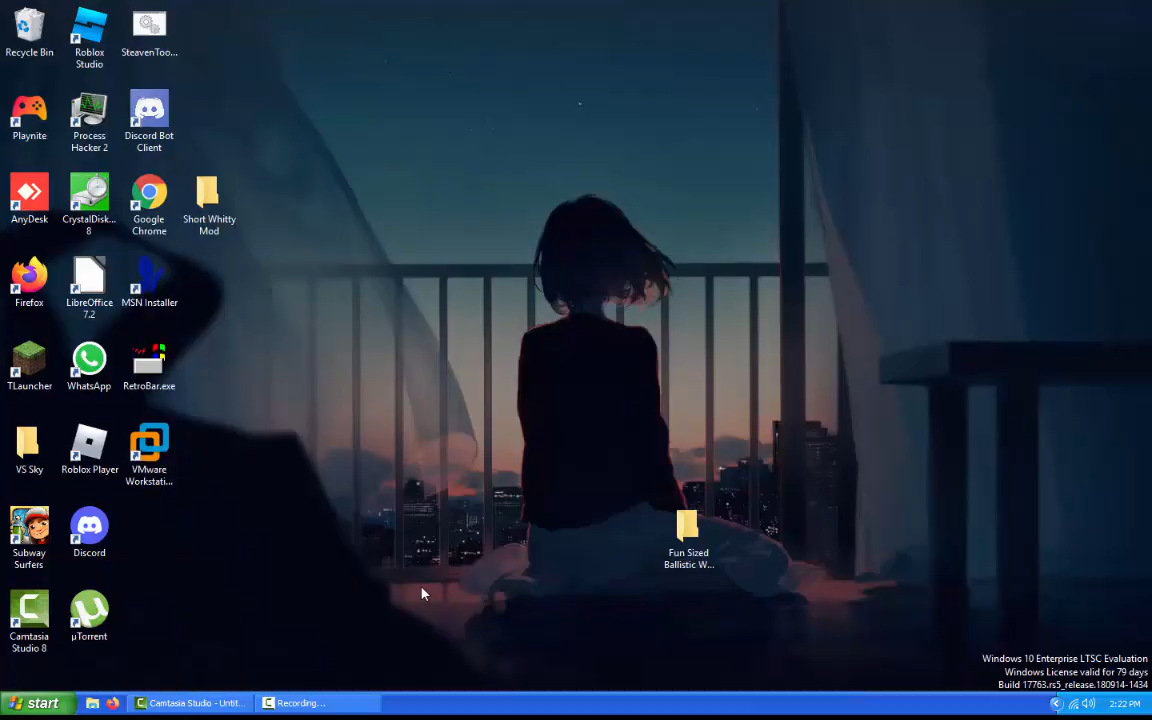 Recycle Bin
Roblox
Studio
SteavenToo...
Playnite
Process
Hacker 2
Discord Bot
Client
AnyDesk
CrystalDisk...
8
Google
Chrome
Short Whitty
Mod
Firefox
LibreOffice
7.2
MSN Installer
TLauncher
WhatsApp
RetroBar.exe
VS Sky
Roblox Player
VMware
Workstati...
Subway
Surfers
Discord
Fun Sized
Ballistic W...
Camtasia
Studio 8
µTorrent
Windows 10 Enterprise LTSC Evaluation
Windows License valid for 79 days
Build 17763.rs5_release.180914-1434
start
Camtasia Studio - Untit...
Recording...
2:22 PM